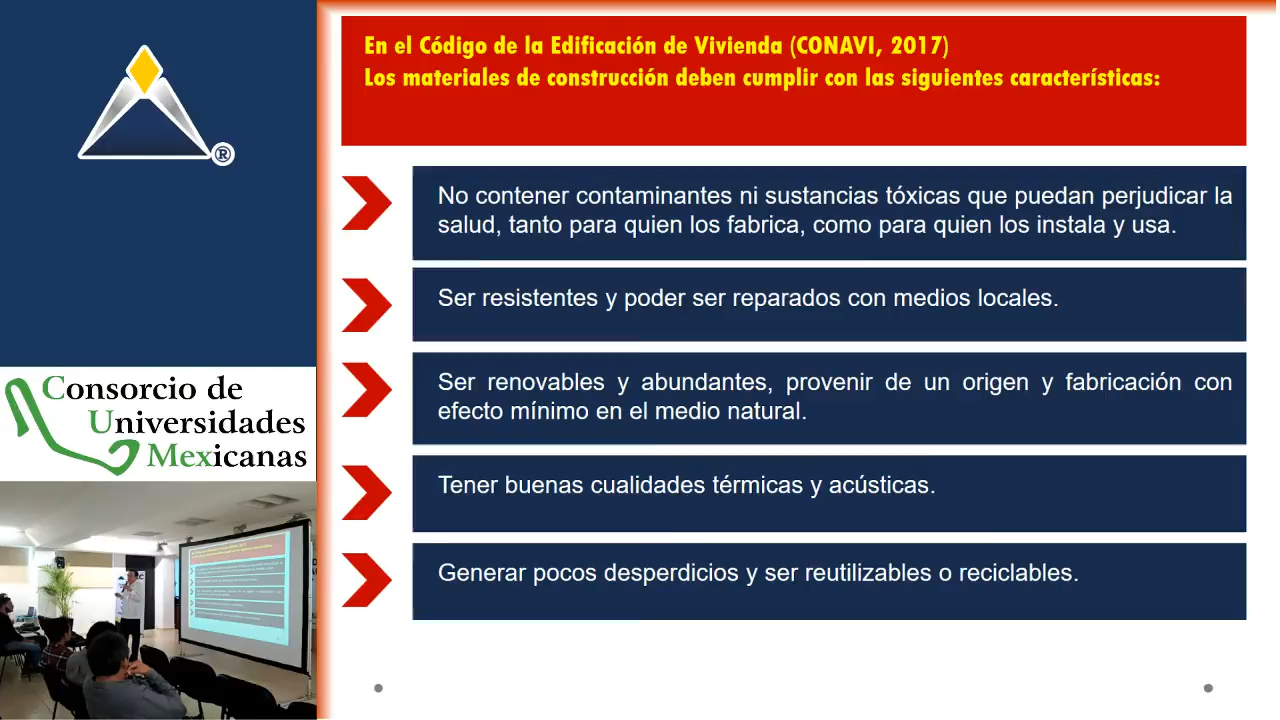 En el Código de la Edificación de Vivienda (CONAVI, 2017)
Los materiales de construcción deben cumplir con las siguientes características:
®
No contener contaminantes ni sustancias tóxicas que puedan perjudicar la
salud, tanto para quien los fabrica, como para quien los instala y usa.
Ser resistentes y poder ser reparados con medios locales.
Ser renovables y abundantes, provenir de un origen y fabricación con
efecto mínimo en el medio natural.
Tener buenas cualidades térmicas y acústicas.
Generar pocos desperdicios y ser reutilizables o reciclables.
Consorcio de
Universidades
Mexicanas